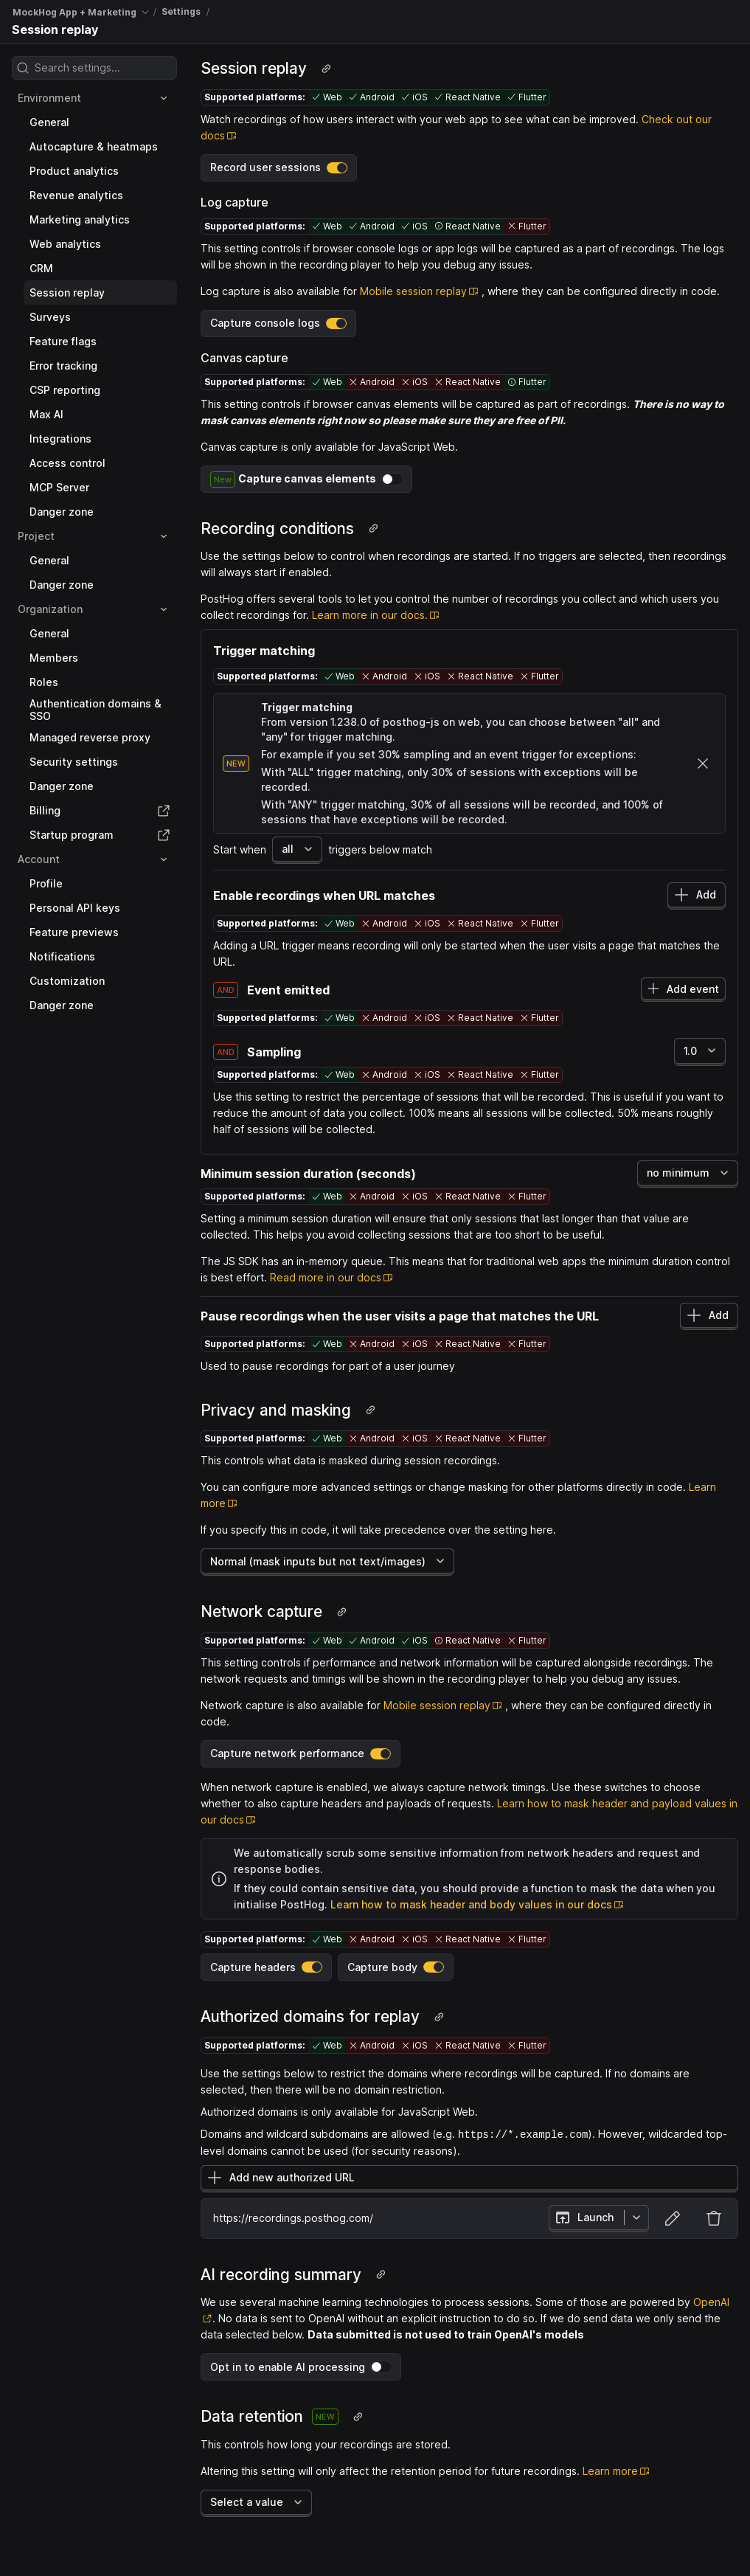 MockHog App + Marketing / Settings /
Session replay
Search settings...
Environment
General
Autocapture & heatmaps
Product analytics
Revenue analytics
Marketing analytics
Web analytics
CRM
Session replay
Surveys
Feature flags
Error tracking
CSP reporting
Max AI
Integrations
Access control
MCP Server
Danger zone
Project
General
Danger zone
Organization
General
Members
Roles
Authentication domains &
SSO
Managed reverse proxy
Security settings
Danger zone
Billing
Startup program
Account
Profile
Personal API keys
Feature previews
Notifications
Customization
Danger zone
Session replay
Supported platforms: Web Android iOS React Native Flutter
Watch recordings of how users interact with your web app to see what can be improved. Check out our
docs
Record user sessions
Log capture
Supported platforms: Web Android iOS React Native Flutter
This setting controls if browser console logs or app logs will be captured as a part of recordings. The logs
will be shown in the recording player to help you debug any issues.
Log capture is also available for Mobile session replay , where they can be configured directly in code.
Capture console logs
Canvas capture
Supported platforms: Web Android iOS React Native Flutter
This setting controls if browser canvas elements will be captured as part of recordings. There is no way to
mask canvas elements right now so please make sure they are free of PII.
Canvas capture is only available for JavaScript Web.
New Capture canvas elements
Recording conditions
Use the settings below to control when recordings are started. If no triggers are selected, then recordings
will always start if enabled.
PostHog offers several tools to let you control the number of recordings you collect and which users you
collect recordings for. Learn more in our docs.
Trigger matching
Supported platforms: Web Android iOS React Native Flutter
NEW
Trigger matching
From version 1.238.0 of posthog-js on web, you can choose between "all" and
"any" for trigger matching.
For example if you set 30% sampling and an event trigger for exceptions:
With "ALL" trigger matching, only 30% of sessions with exceptions will be
recorded.
With "ANY" trigger matching, 30% of all sessions will be recorded, and 100% of
sessions that have exceptions will be recorded.
Start when all triggers below match
Enable recordings when URL matches Add
Supported platforms: Web Android iOS React Native Flutter
Adding a URL trigger means recording will only be started when the user visits a page that matches the
URL.
AND Event emitted Add event
Supported platforms: Web Android iOS React Native Flutter
AND Sampling 1.0
Supported platforms: Web Android iOS React Native Flutter
Use this setting to restrict the percentage of sessions that will be recorded. This is useful if you want to
reduce the amount of data you collect. 100% means all sessions will be collected. 50% means roughly
half of sessions will be collected.
Minimum session duration (seconds) no minimum
Supported platforms: Web Android iOS React Native Flutter
Setting a minimum session duration will ensure that only sessions that last longer than that value are
collected. This helps you avoid collecting sessions that are too short to be useful.
The JS SDK has an in-memory queue. This means that for traditional web apps the minimum duration control
is best effort. Read more in our docs
Pause recordings when the user visits a page that matches the URL Add
Supported platforms: Web Android iOS React Native Flutter
Used to pause recordings for part of a user journey
Privacy and masking
Supported platforms: Web Android iOS React Native Flutter
This controls what data is masked during session recordings.
You can configure more advanced settings or change masking for other platforms directly in code. Learn
more
If you specify this in code, it will take precedence over the setting here.
Normal (mask inputs but not text/images)
Network capture
Supported platforms: Web Android iOS React Native Flutter
This setting controls if performance and network information will be captured alongside recordings. The
network requests and timings will be shown in the recording player to help you debug any issues.
Network capture is also available for Mobile session replay , where they can be configured directly in
code.
Capture network performance
When network capture is enabled, we always capture network timings. Use these switches to choose
whether to also capture headers and payloads of requests. Learn how to mask header and payload values in
our docs
We automatically scrub some sensitive information from network headers and request and
response bodies.
If they could contain sensitive data, you should provide a function to mask the data when you
initialise PostHog. Learn how to mask header and body values in our docs
Supported platforms: Web Android iOS React Native Flutter
Capture headers Capture body
Authorized domains for replay
Supported platforms: Web Android iOS React Native Flutter
Use the settings below to restrict the domains where recordings will be captured. If no domains are
selected, then there will be no domain restriction.
Authorized domains is only available for JavaScript Web.
Domains and wildcard subdomains are allowed (e.g. https://*.example.com). However, wildcarded top-
level domains cannot be used (for security reasons).
Add new authorized URL
https://recordings.posthog.com/ Launch
AI recording summary
We use several machine learning technologies to process sessions. Some of those are powered by OpenAI
. No data is sent to OpenAI without an explicit instruction to do so. If we do send data we only send the
data selected below. Data submitted is not used to train OpenAI's models
Opt in to enable AI processing
Data retention NEW
This controls how long your recordings are stored.
Altering this setting will only affect the retention period for future recordings. Learn more
Select a value